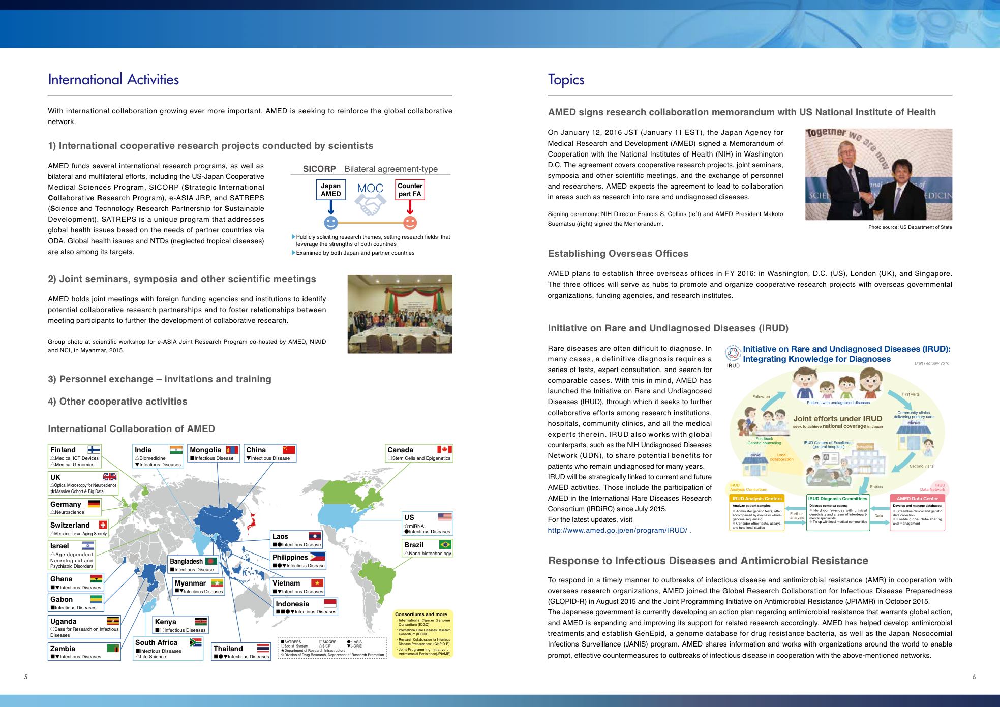 International Activities
With international collaboration growing ever more important, AMED is seeking to reinforce the global collaborative
network.
1) International cooperative research projects conducted by scientists
AMED funds several international research programs, as well as
bilateral and multilateral efforts, including the US-Japan Cooperative
Medical Sciences Program, SICORP (Strategic International
Collaborative Research Program), e-ASIA JRP, and SATREPS
(Science and Technology Research Partnership for Sustainable
Development). SATREPS is a unique program that addresses
global health issues based on the needs of partner countries via
ODA. Global health issues and NTDs (neglected tropical diseases)
are also among its targets.
SICORP Bilateral agreement-type
Japan
AMED
MOC
Counter
part FA
▶Publicly soliciting research themes, setting research fields that
leverage the strengths of both countries
▶Examined by both Japan and partner countries
2) Joint seminars, symposia and other scientific meetings
AMED holds joint meetings with foreign funding agencies and institutions to identify
potential collaborative research partnerships and to foster relationships between
meeting participants to further the development of collaborative research.
Group photo at scientific workshop for e-ASIA Joint Research Program co-hosted by AMED, NIAID
and NCI, in Myanmar, 2015.
3) Personnel exchange – invitations and training
4) Other cooperative activities
International Collaboration of AMED
Finland
△Medical ICT Devices
△Medical Genomics
India
△Biomedicine
▼Infectious Diseases
Mongolia
■Infectious Disease
China
▼Infectious Disease
Canada
□Stem Cells and Epigenetics
UK
△Optical Microscopy for Neuroscience
★Massive Cohort & Big Data
Germany
△Neuroscience
Switzerland
△Medicine for an Aging Society
Israel
△Age dependent
Neurological and
Psychiatric Disorders
US
☆miRNA
●Infectious Diseases
Brazil
△Nano-biotechnology
Laos
■●Infectious Disease
Philippines
■●▼Infectious Disease
Bangladesh
■Infectious Disease
Myanmar
■▼Infectious Diseases
Vietnam
■▼Infectious Diseases
Indonesia
■■●▼Infectious Diseases
Ghana
■▼Infectious Diseases
Gabon
■Infectious Diseases
Uganda
○Base for Research on Infectious
Diseases
Zambia
■▼Infectious Diseases
Kenya
■○Infectious Diseases
South Africa
■Infectious Diseases
△Life Science
Thailand
■●▼Infectious Diseases
■SATREPS □SICORP ●e-ASIA
○Social System △SICP ▼J-GRID
★Department of Research Infrastructure
☆Division of Drug Research, Department of Research Promotion
Consortiums and more
・International Cancer Genome
Consortium (ICGC)
・International Rare Diseases Research
Consortium (IRDiRC)
・Research Collaboration for Infectious
Disease Preparedness (GloPID-R)
・Joint Programming Initiative on
Antimicrobial Resistance(JPIAMR)
5
Topics
AMED signs research collaboration memorandum with US National Institute of Health
On January 12, 2016 JST (January 11 EST), the Japan Agency for
Medical Research and Development (AMED) signed a Memorandum of
Cooperation with the National Institutes of Health (NIH) in Washington
D.C. The agreement covers cooperative research projects, joint seminars,
symposia and other scientific meetings, and the exchange of personnel
and researchers. AMED expects the agreement to lead to collaboration
in areas such as research into rare and undiagnosed diseases.
Signing ceremony: NIH Director Francis S. Collins (left) and AMED President Makoto
Suematsu (right) signed the Memorandum.
Together we are now
Photo source: US Department of State
Establishing Overseas Offices
AMED plans to establish three overseas offices in FY 2016: in Washington, D.C. (US), London (UK), and Singapore.
The three offices will serve as hubs to promote and organize cooperative research projects with overseas governmental
organizations, funding agencies, and research institutes.
Initiative on Rare and Undiagnosed Diseases (IRUD)
Rare diseases are often difficult to diagnose. In
many cases, a definitive diagnosis requires a
series of tests, expert consultation, and search for
comparable cases. With this in mind, AMED has
launched the Initiative on Rare and Undiagnosed
Diseases (IRUD), through which it seeks to further
collaborative efforts among research institutions,
hospitals, community clinics, and all the medical
experts therein. IRUD also works with global
counterparts, such as the NIH Undiagnosed Diseases
Network (UDN), to share potential benefits for
patients who remain undiagnosed for many years.
IRUD will be strategically linked to current and future
AMED activities. Those include the participation of
AMED in the International Rare Diseases Research
Consortium (IRDiRC) since July 2015.
For the latest updates, visit
http://www.amed.go.jp/en/program/IRUD/ .
IRUD
Initiative on Rare and Undiagnosed Diseases (IRUD):
Integrating Knowledge for Diagnoses
Draft February 2016
Follow-up
First visits
Patients with undiagnosed diseases
Community clinics
delivering primary care
clinic
Joint efforts under IRUD
seek to achieve national coverage in Japan
Feedback
Genetic counseling
IRUD Centers of Excellence
(general hospitals)
hospital
clinic
Local
collaboration
Second visits
Entries
IRUD
Analysis Consortium
IRUD
Data Network
IRUD Analysis Centers
Analyze patient samples:
Administer genetic tests, often
accompanied by exome or whole-
genome sequencing
Consider other tests, assays,
and functional studies
Further
analysis
IRUD Diagnosis Committees
Discuss complex cases:
Hold conferences with clinical
geneticists and a team of interdepart-
mental specialists
Tie up with local medical communities
Data
AMED Data Center
Develop and manage databases:
Streamline clinical and genetic
data collection
Enable global data-sharing
and management
Response to Infectious Diseases and Antimicrobial Resistance
To respond in a timely manner to outbreaks of infectious disease and antimicrobial resistance (AMR) in cooperation with
overseas research organizations, AMED joined the Global Research Collaboration for Infectious Disease Preparedness
(GLOPID-R) in August 2015 and the Joint Programming Initiative on Antimicrobial Resistance (JPIAMR) in October 2015.
The Japanese government is currently developing an action plan regarding antimicrobial resistance that warrants global action,
and AMED is expanding and improving its support for related research accordingly. AMED has helped develop antimicrobial
treatments and establish GenEpid, a genome database for drug resistance bacteria, as well as the Japan Nosocomial
Infections Surveillance (JANIS) program. AMED shares information and works with organizations around the world to enable
prompt, effective countermeasures to outbreaks of infectious disease in cooperation with the above-mentioned networks.
6